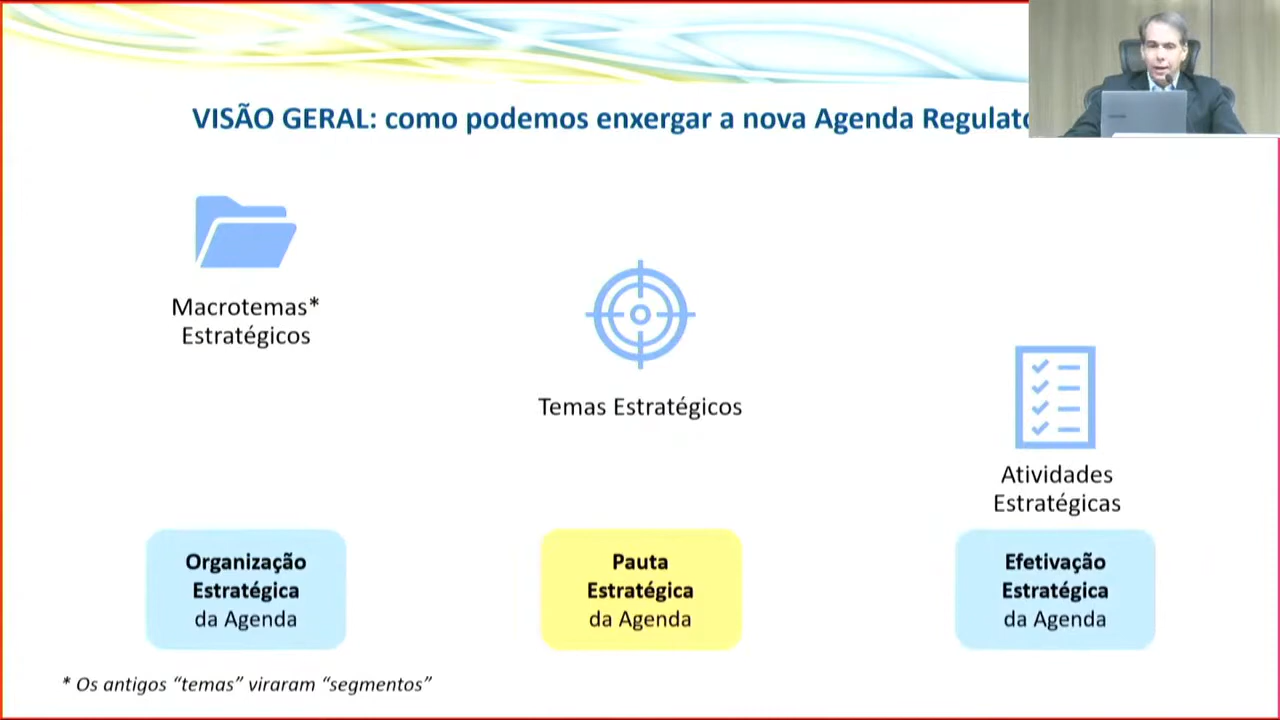 VISÃO GERAL: como podemos enxergar a nova Agenda
Macrotemas*
Estratégicos
Temas Estratégicos
Atividades
Estratégicas
Organização
Estratégica
da Agenda
Pauta
Estratégica
da Agenda
Efetivação
Estratégica
da Agenda
* Os antigos “temas” viraram “segmentos”